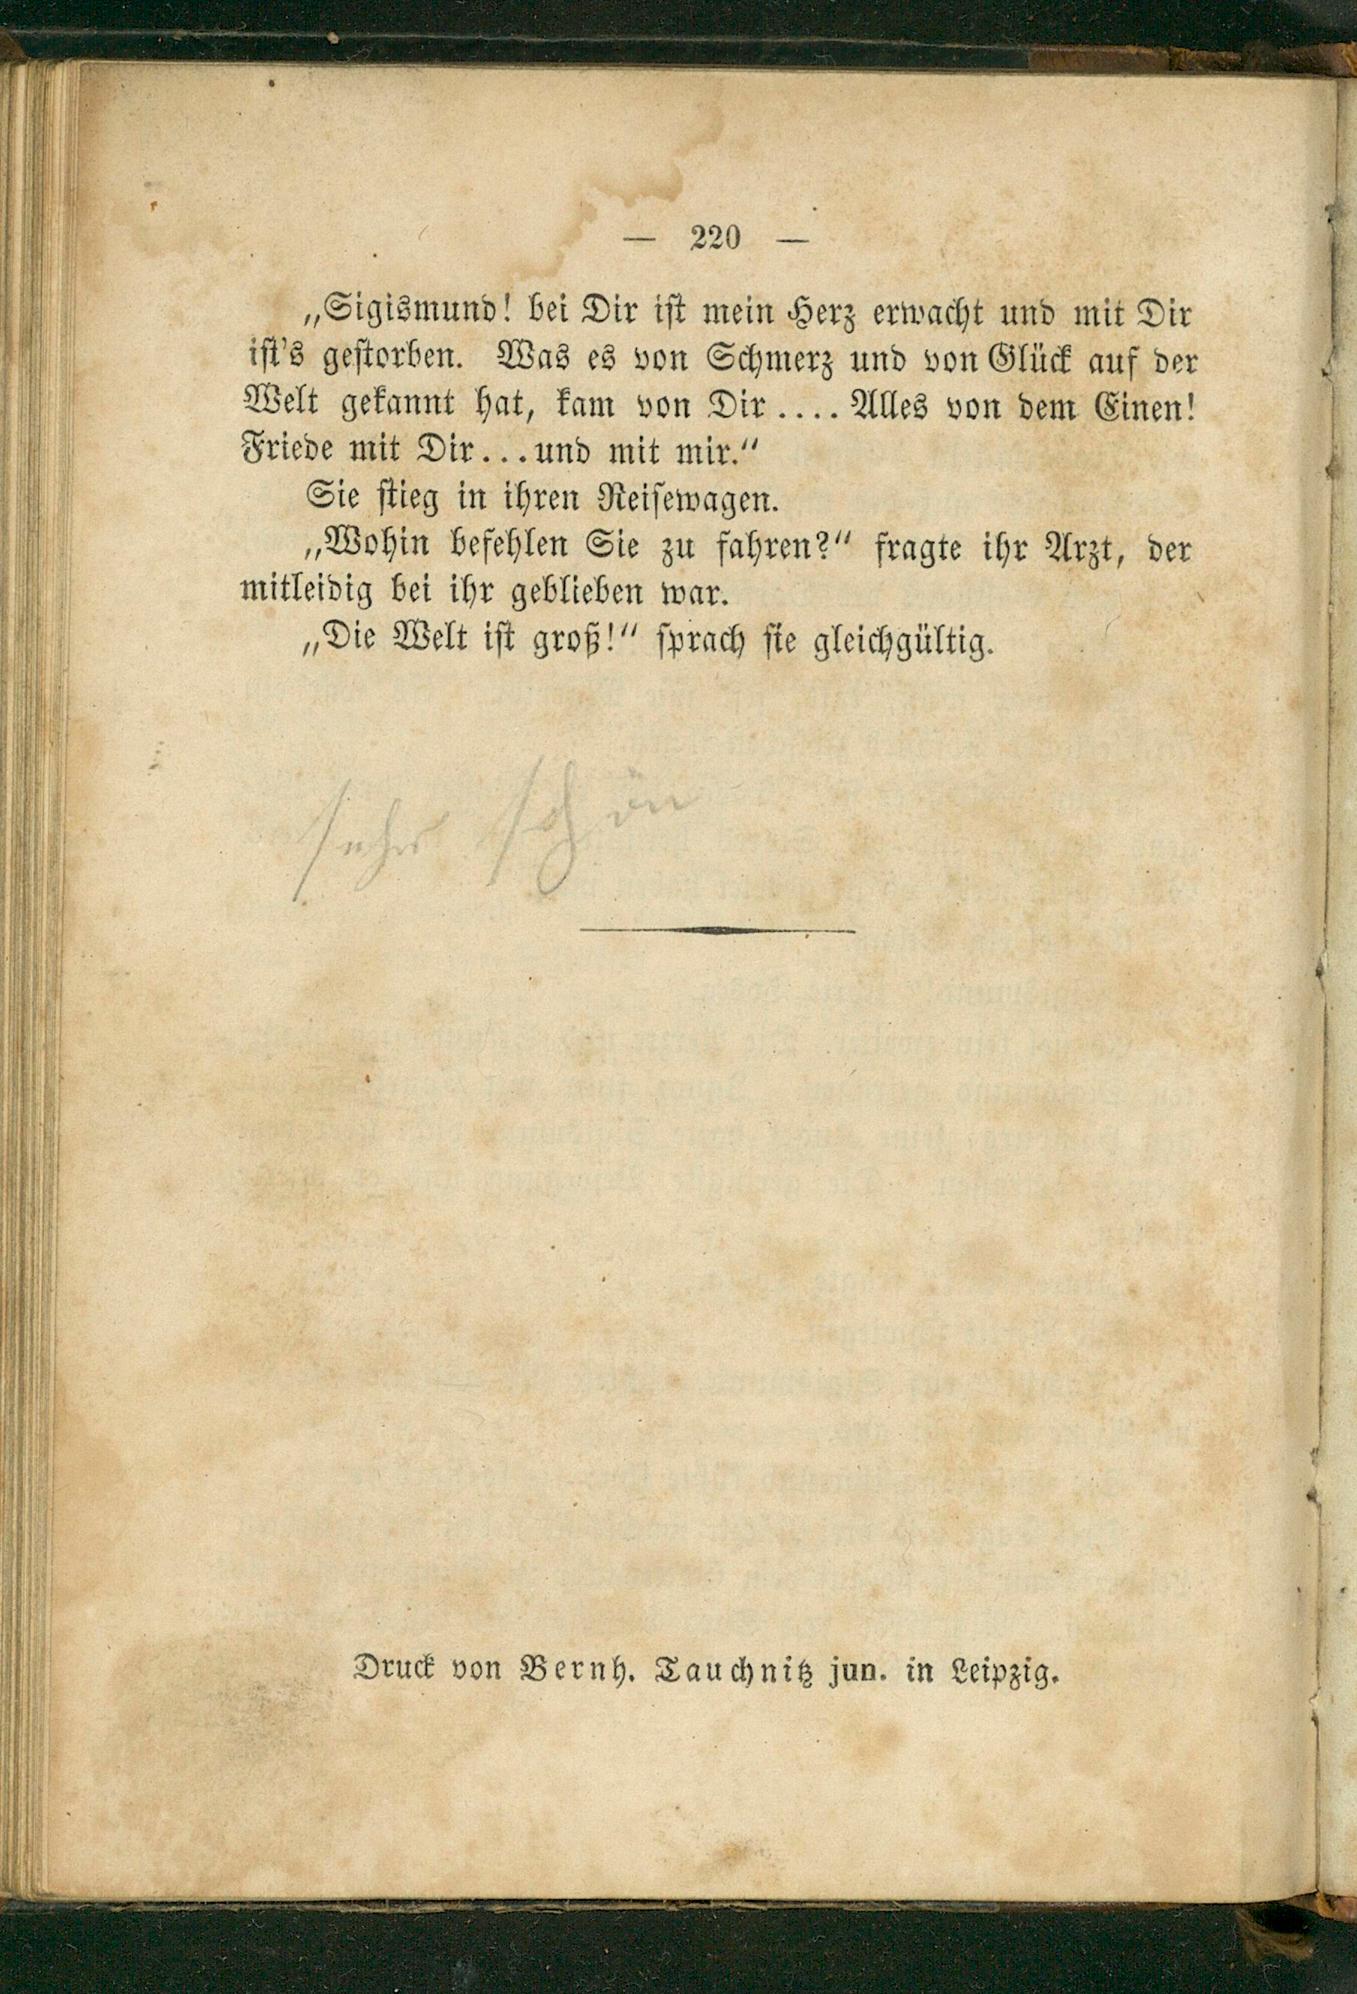 — 220 —
„Sigismund! bei Dir ist mein Herz erwacht und mit Dir
ist's gestorben. Was es von Schmerz und von Glück auf der
Welt gekannt hat, kam von Dir.... Alles von dem Einen!
Friede mit Dir...und mit mir.“
Sie stieg in ihren Reisewagen.
„Wohin befehlen Sie zu fahren?“ fragte ihr Arzt, der
mitleidig bei ihr geblieben war.
„Die Welt ist groß!“ sprach sie gleichgültig.
sehr schön
Druck von Bernh. Tauchnitz jun. in Leipzig.